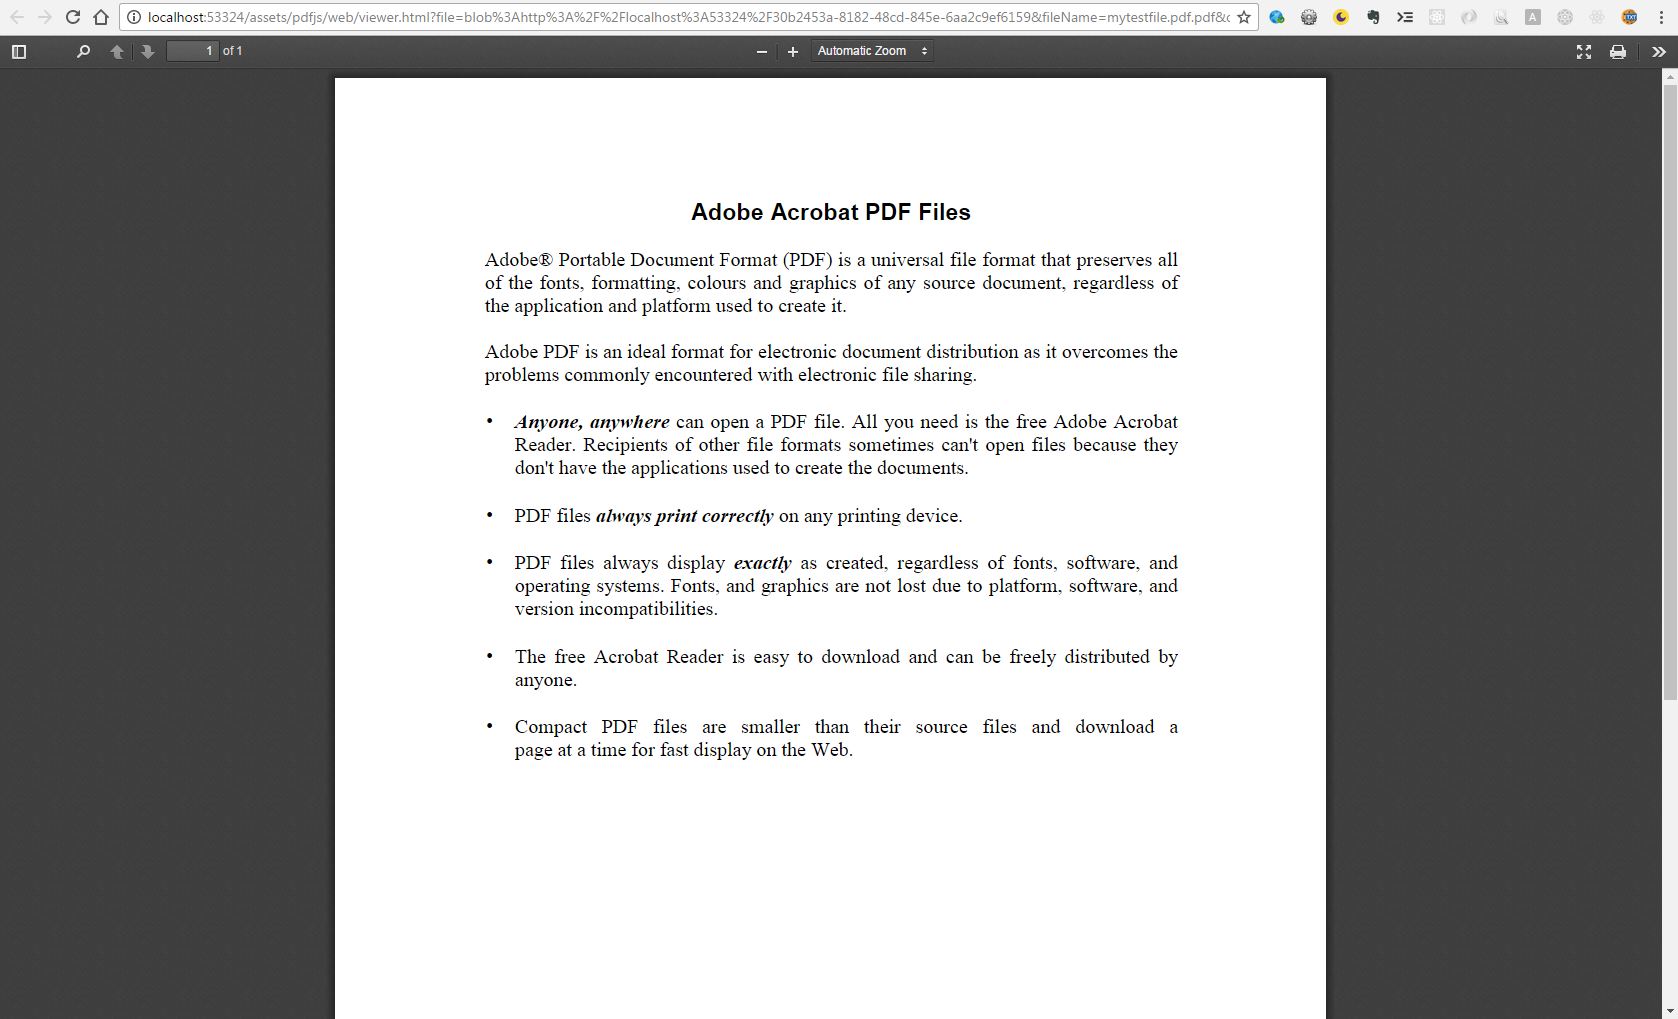 localhost:53324/assets/pdfjs/web/viewer.html?file=blob%3Ahttp%3A%2F%2Flocalhost%3A53324%2F30b2453a-8182-48cd-845e-6aa2c9ef6159&fileName=mytestfile.pdf.pdf&c
1 of 1 Automatic Zoom
Adobe Acrobat PDF Files
Adobe® Portable Document Format (PDF) is a universal file format that preserves all
of the fonts, formatting, colours and graphics of any source document, regardless of
the application and platform used to create it.
Adobe PDF is an ideal format for electronic document distribution as it overcomes the
problems commonly encountered with electronic file sharing.
• Anyone, anywhere can open a PDF file. All you need is the free Adobe Acrobat
Reader. Recipients of other file formats sometimes can't open files because they
don't have the applications used to create the documents.
• PDF files always print correctly on any printing device.
• PDF files always display exactly as created, regardless of fonts, software, and
operating systems. Fonts, and graphics are not lost due to platform, software, and
version incompatibilities.
• The free Acrobat Reader is easy to download and can be freely distributed by
anyone.
• Compact PDF files are smaller than their source files and download a
page at a time for fast display on the Web.